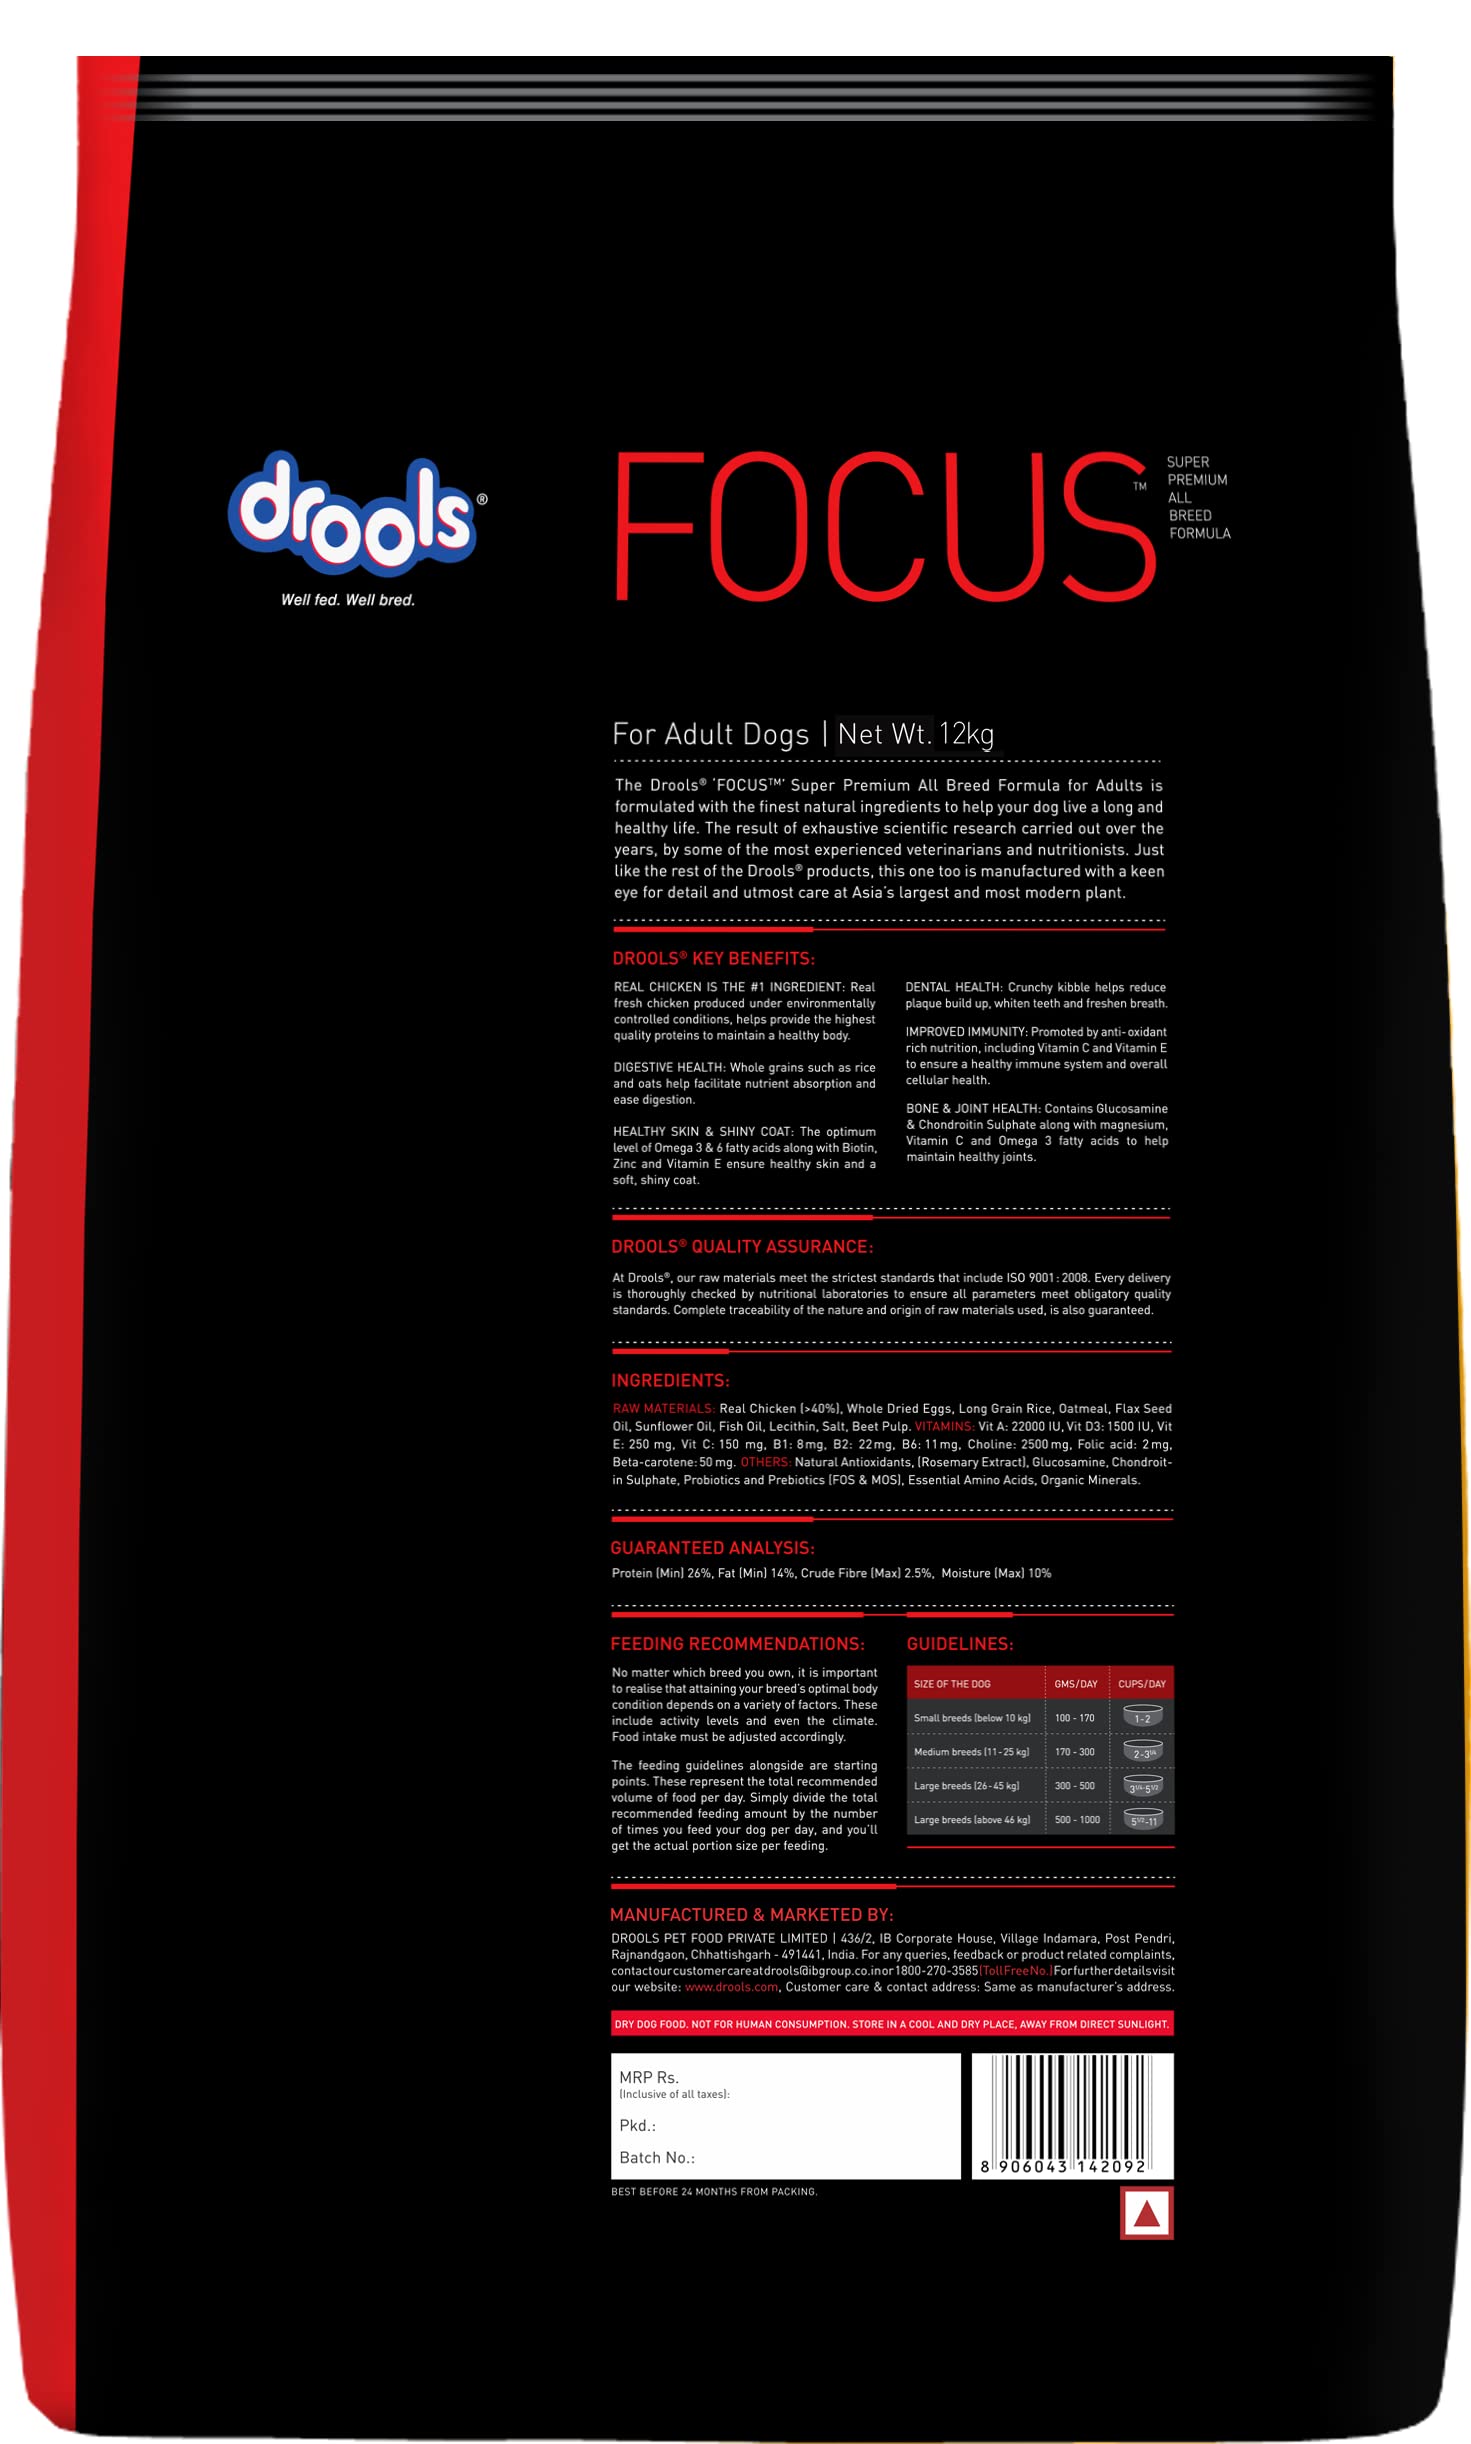 drools®
Well fed. Well bred.
FOCUS™
SUPER
PREMIUM
ALL
BREED
FORMULA
For Adult Dogs | Net Wt. 12kg
The Drools® ‘FOCUS™’ Super Premium All Breed Formula for Adults is
formulated with the finest natural ingredients to help your dog live a long and
healthy life. The result of exhaustive scientific research carried out over the
years, by some of the most experienced veterinarians and nutritionists. Just
like the rest of the Drools® products, this one too is manufactured with a keen
eye for detail and utmost care at Asia’s largest and most modern plant.
DROOLS® KEY BENEFITS:
REAL CHICKEN IS THE #1 INGREDIENT: Real
fresh chicken produced under environmentally
controlled conditions, helps provide the highest
quality proteins to maintain a healthy body.
DIGESTIVE HEALTH: Whole grains such as rice
and oats help facilitate nutrient absorption and
ease digestion.
HEALTHY SKIN & SHINY COAT: The optimum
level of Omega 3 & 6 fatty acids along with Biotin,
Zinc and Vitamin E ensure healthy skin and a
soft, shiny coat.
DENTAL HEALTH: Crunchy kibble helps reduce
plaque build up, whiten teeth and freshen breath.
IMPROVED IMMUNITY: Promoted by anti-oxidant
rich nutrition, including Vitamin C and Vitamin E
to ensure a healthy immune system and overall
cellular health.
BONE & JOINT HEALTH: Contains Glucosamine
& Chondroitin Sulphate along with magnesium,
Vitamin C and Omega 3 fatty acids to help
maintain healthy joints.
DROOLS® QUALITY ASSURANCE:
At Drools®, our raw materials meet the strictest standards that include ISO 9001:2008. Every delivery
is thoroughly checked by nutritional laboratories to ensure all parameters meet obligatory quality
standards. Complete traceability of the nature and origin of raw materials used, is also guaranteed.
INGREDIENTS:
RAW MATERIALS: Real Chicken (>40%), Whole Dried Eggs, Long Grain Rice, Oatmeal, Flax Seed
Oil, Sunflower Oil, Fish Oil, Lecithin, Salt, Beet Pulp. VITAMINS: Vit A: 22000 IU, Vit D3: 1500 IU, Vit
E: 250 mg, Vit C: 150 mg, B1: 8mg, B2: 22mg, B6: 11mg, Choline: 2500mg, Folic acid: 2mg,
Beta-carotene: 50 mg. OTHERS: Natural Antioxidants, (Rosemary Extract), Glucosamine, Chondroit-
in Sulphate, Probiotics and Prebiotics (FOS & MOS), Essential Amino Acids, Organic Minerals.
GUARANTEED ANALYSIS:
Protein (Min) 26%, Fat (Min) 14%, Crude Fibre (Max) 2.5%, Moisture (Max) 10%
FEEDING RECOMMENDATIONS:
No matter which breed you own, it is important
to realise that attaining your breed’s optimal body
condition depends on a variety of factors. These
include activity levels and even the climate.
Food intake must be adjusted accordingly.
The feeding guidelines alongside are starting
points. These represent the total recommended
volume of food per day. Simply divide the total
recommended feeding amount by the number
of times you feed your dog per day, and you’ll
get the actual portion size per feeding.
GUIDELINES:
SIZE OF THE DOG GMS/DAY CUPS/DAY
Small breeds (below 10 kg) 100 - 170 1-2
Medium breeds (11-25 kg) 170 - 300 2-3 1/4
Large breeds (26-45 kg) 300 - 500 3 1/4-5 1/2
Large breeds (above 46 kg) 500 - 1000 5 1/2-11
MANUFACTURED & MARKETED BY:
DROOLS PET FOOD PRIVATE LIMITED | 436/2, IB Corporate House, Village Indamara, Post Pendri,
Rajnandgaon, Chhattishgarh - 491441, India. For any queries, feedback or product related complaints,
contact our customer care at drools@ibgroup.co.in or 1800-270-3585 (Toll Free No.) For further details visit
our website: www.drools.com, Customer care & contact address: Same as manufacturer’s address.
DRY DOG FOOD. NOT FOR HUMAN CONSUMPTION. STORE IN A COOL AND DRY PLACE, AWAY FROM DIRECT SUNLIGHT.
MRP Rs.
(Inclusive of all taxes):
Pkd.:
Batch No.:
8 906043 142092
BEST BEFORE 24 MONTHS FROM PACKING.